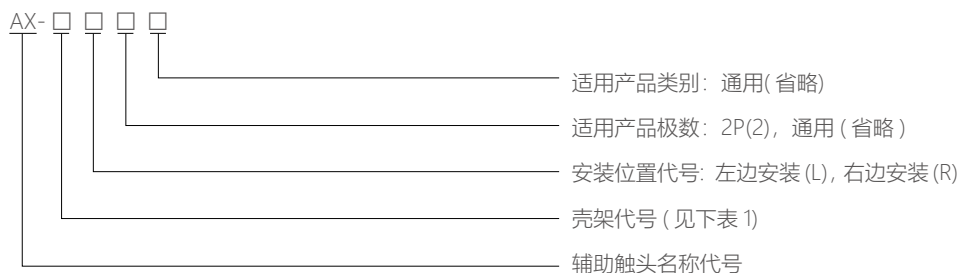 AX-□ □ □ □
适用产品类别：通用( 省略)
适用产品极数：2P(2)，通用 ( 省略 )
安装位置代号: 左边安装 (L) , 右边安装 (R)
壳架代号 ( 见下表 1)
辅助触头名称代号